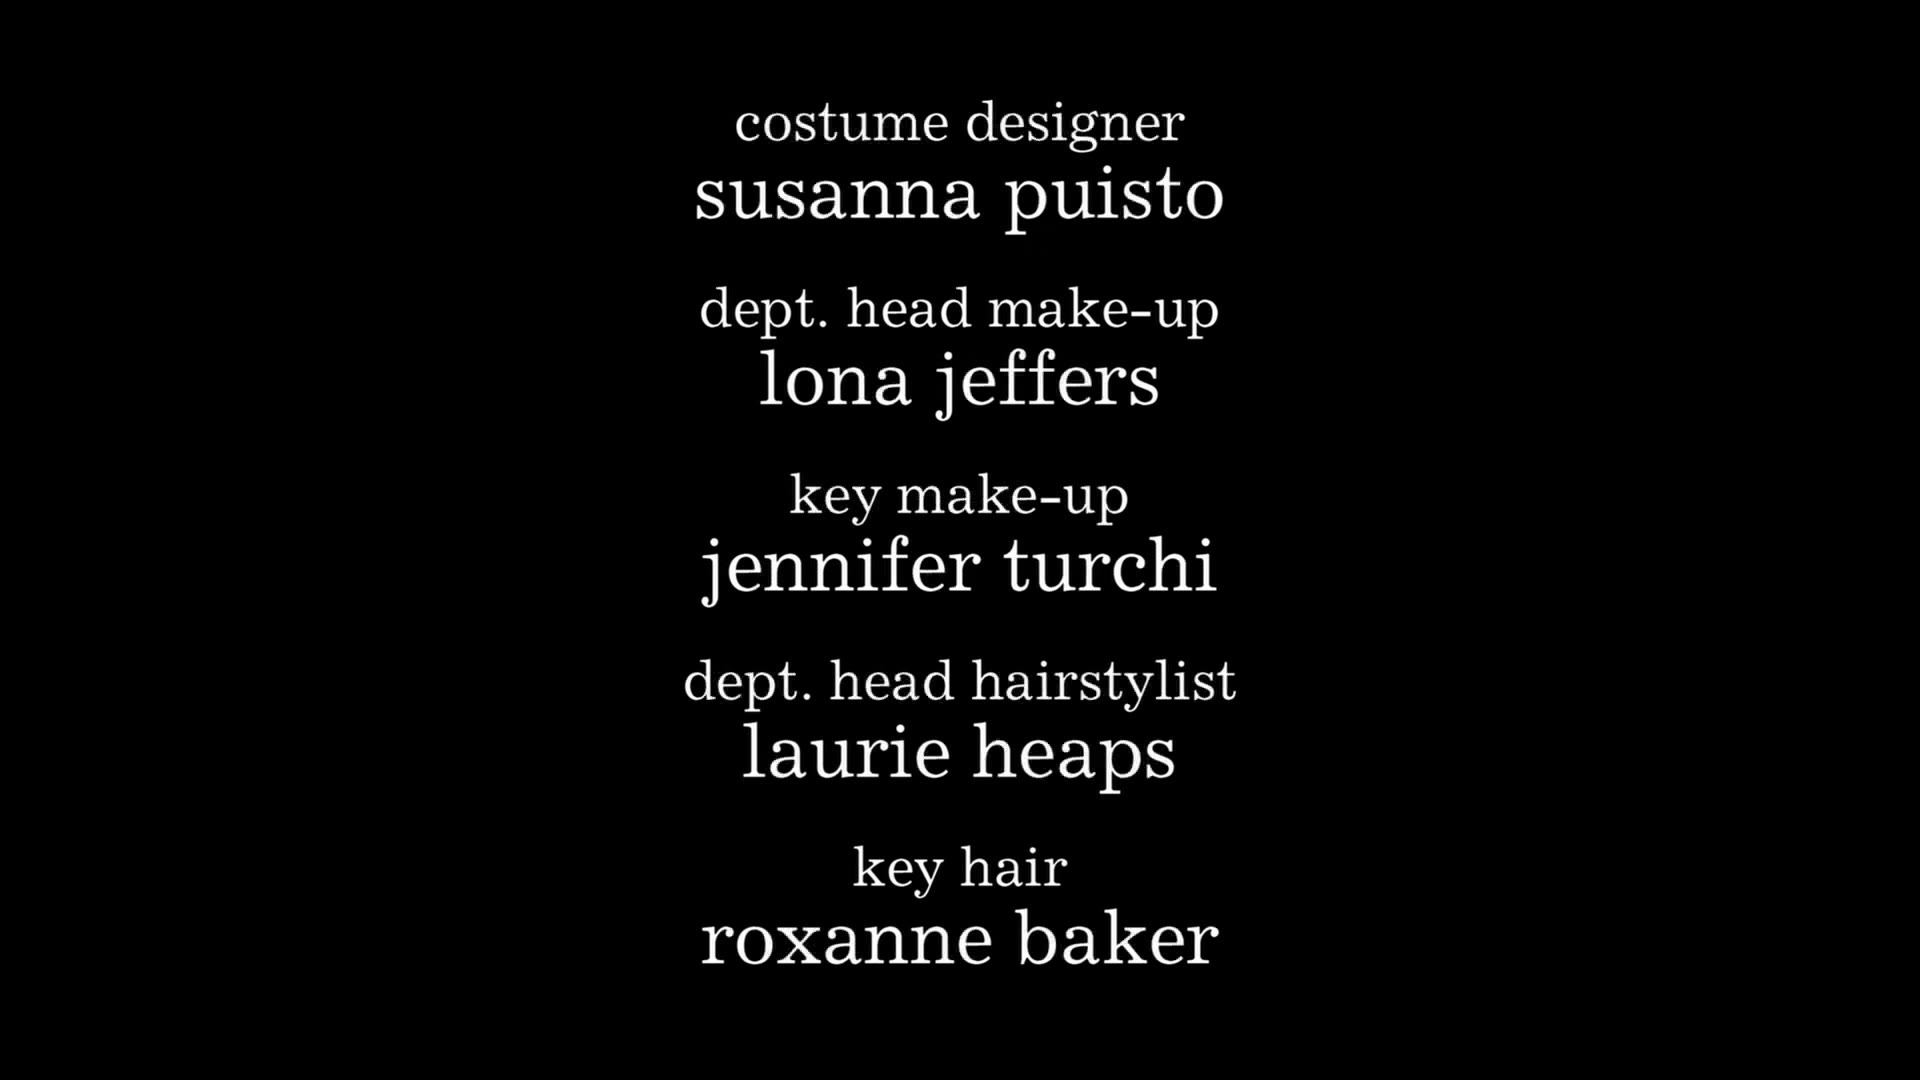 costume designer
susanna puisto
dept. head make-up
lona jeffers
key make-up
jennifer turchi
dept. head hairstylist
laurie heaps
key hair
roxanne baker